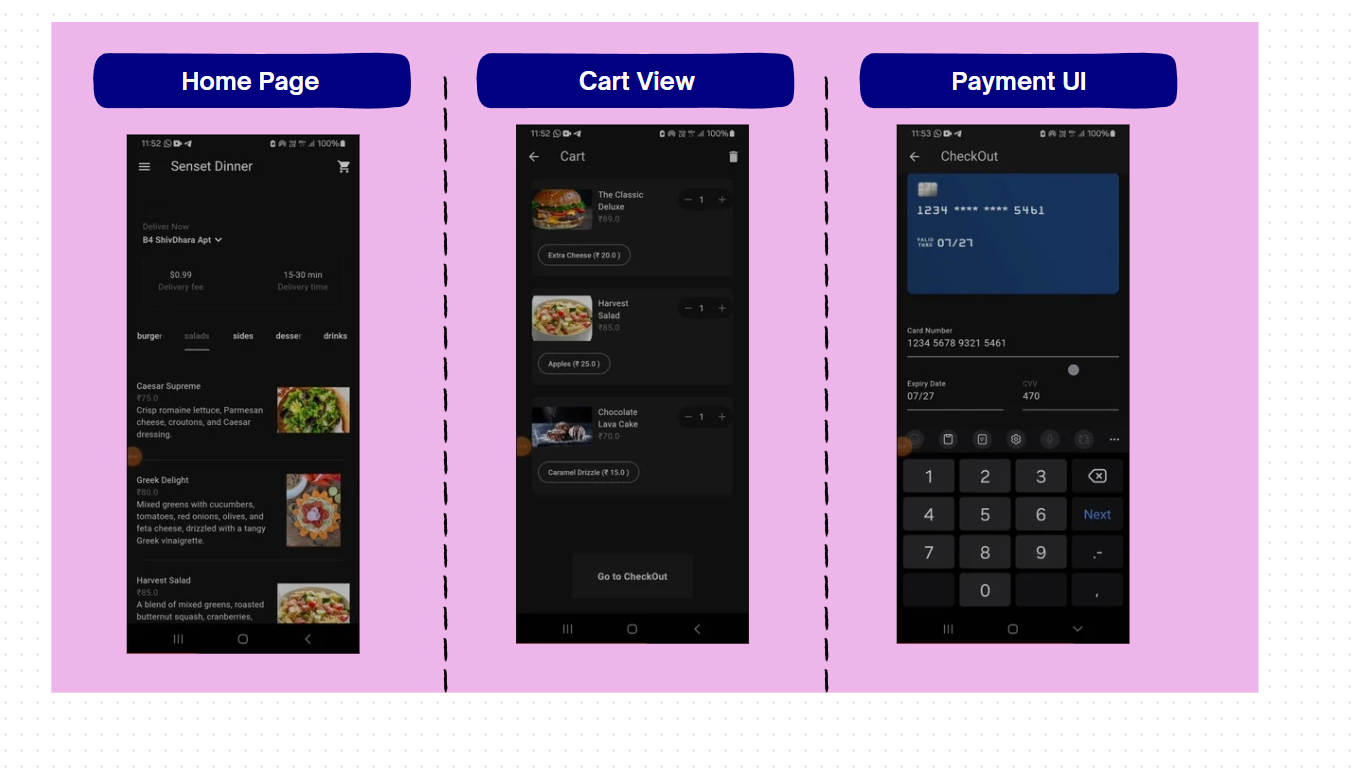 Home Page
11:52
100%
Senset Dinner
Deliver Now
B4 ShivDhara Apt
$0.99
15-30 min
Delivery fee
Delivery time
burger
salads
sides
desser
drinks
Caesar Supreme
₹75.0
Crisp romaine lettuce, Parmesan
cheese, croutons, and Caesar
dressing.
Greek Delight
₹80.0
Mixed greens with cucumbers,
tomatoes, red onions, olives, and
feta cheese, drizzled with a tangy
Greek vinaigrette.
Harvest Salad
₹85.0
A blend of mixed greens, roasted
butternut squash, cranberries,
Cart View
11:52
100%
Cart
The Classic
Deluxe
₹89.0
− 1 +
Extra Cheese (₹ 20.0 )
Harvest
Salad
₹85.0
− 1 +
Apples (₹ 25.0 )
Chocolate
Lava Cake
₹70.0
− 1 +
Caramel Drizzle (₹ 15.0 )
Go to CheckOut
Payment UI
11:53
100%
CheckOut
1234 **** **** 5461
VALID
THRU 07/27
Card Number
1234 5678 9321 5461
Expiry Date
07/27
CVV
470
1 2 3
4 5 6 Next
7 8 9 .-
0 ,